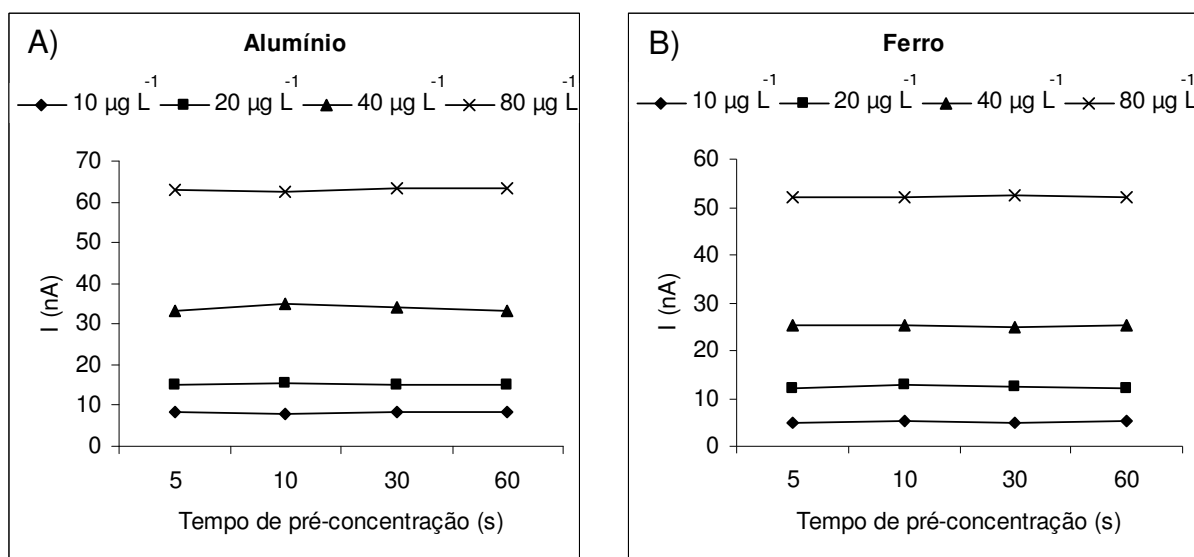 A)
Alumínio
10 µg L-1 20 µg L-1 40 µg L-1 80 µg L-1
70
60
50
40
30
20
10
0
I (nA)
5 10 30 60
Tempo de pré-concentração (s)
B)
Ferro
10 µg L-1 20 µg L-1 40 µg L-1 80 µg L-1
60
50
40
30
20
10
0
I (nA)
5 10 30 60
Tempo de pré-concentração (s)